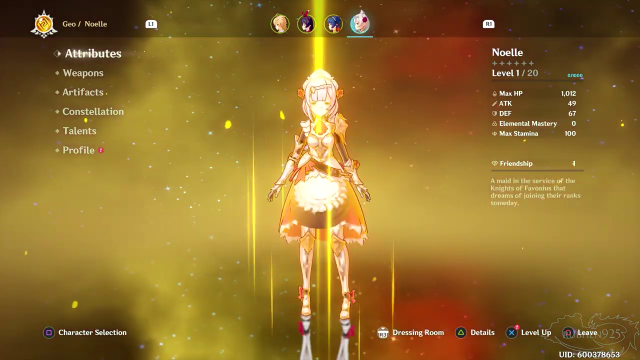 Geo / Noelle
L1
R1
Attributes
Weapons
Artifacts
Constellation
Talents
Profile
Noelle
Level 1 / 20
Max HP 1,012
ATK 49
DEF 67
Elemental Mastery 0
Max Stamina 100
Friendship 1
A maid in the service of the
Knights of Favonius that
dreams of joining their ranks
someday.
Character Selection
Dressing Room
Details
Level Up
Leave
UID: 600378653